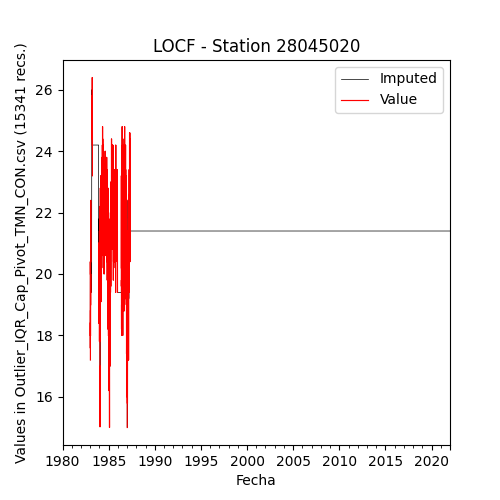 LOCF - Station 28045020
Imputed
Value
Values in Outlier_IQR_Cap_Pivot_TMN_CON.csv (15341 recs.)
26
24
22
20
18
16
1980 1985 1990 1995 2000 2005 2010 2015 2020
Fecha